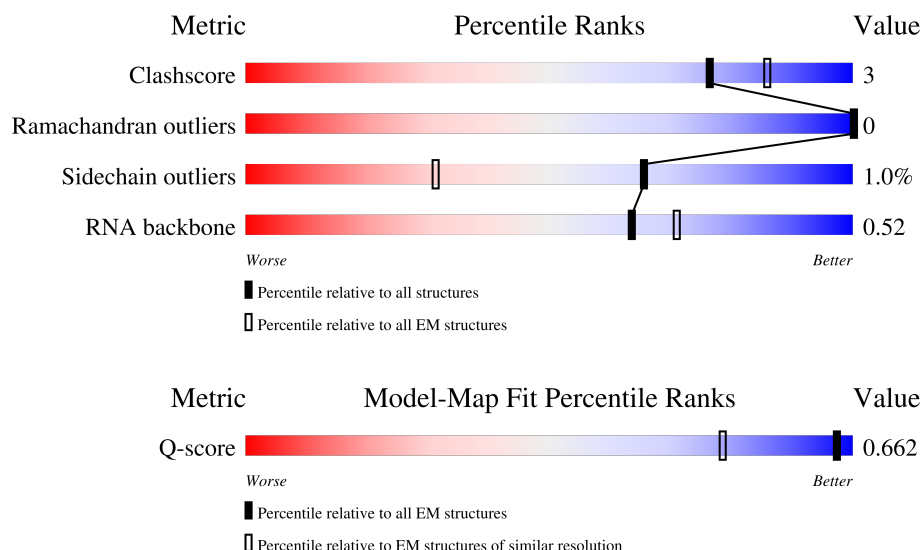 Metric Percentile Ranks Value
Clashscore 3
Ramachandran outliers 0
Sidechain outliers 1.0%
RNA backbone 0.52
Worse Better
Percentile relative to all structures
Percentile relative to all EM structures
Metric Model-Map Fit Percentile Ranks Value
Q-score 0.662
Worse Better
Percentile relative to all EM structures
Percentile relative to EM structures of similar resolution